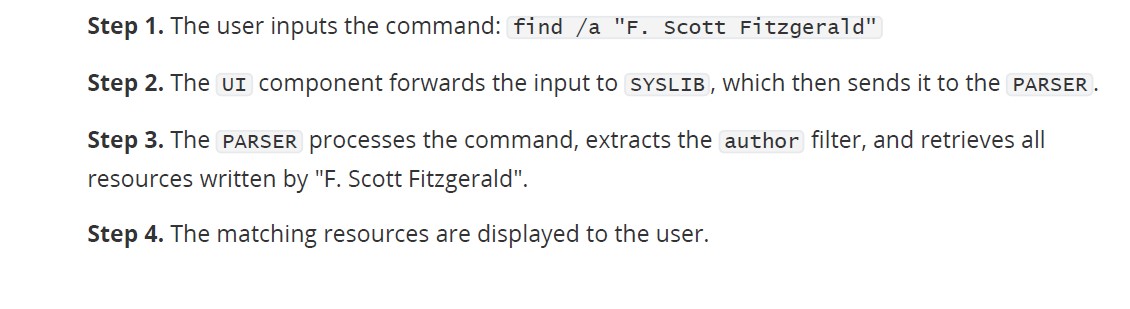 Step 1. The user inputs the command: find /a "F. Scott Fitzgerald"
Step 2. The UI component forwards the input to SYSLIB, which then sends it to the PARSER.
Step 3. The PARSER processes the command, extracts the author filter, and retrieves all
resources written by "F. Scott Fitzgerald".
Step 4. The matching resources are displayed to the user.